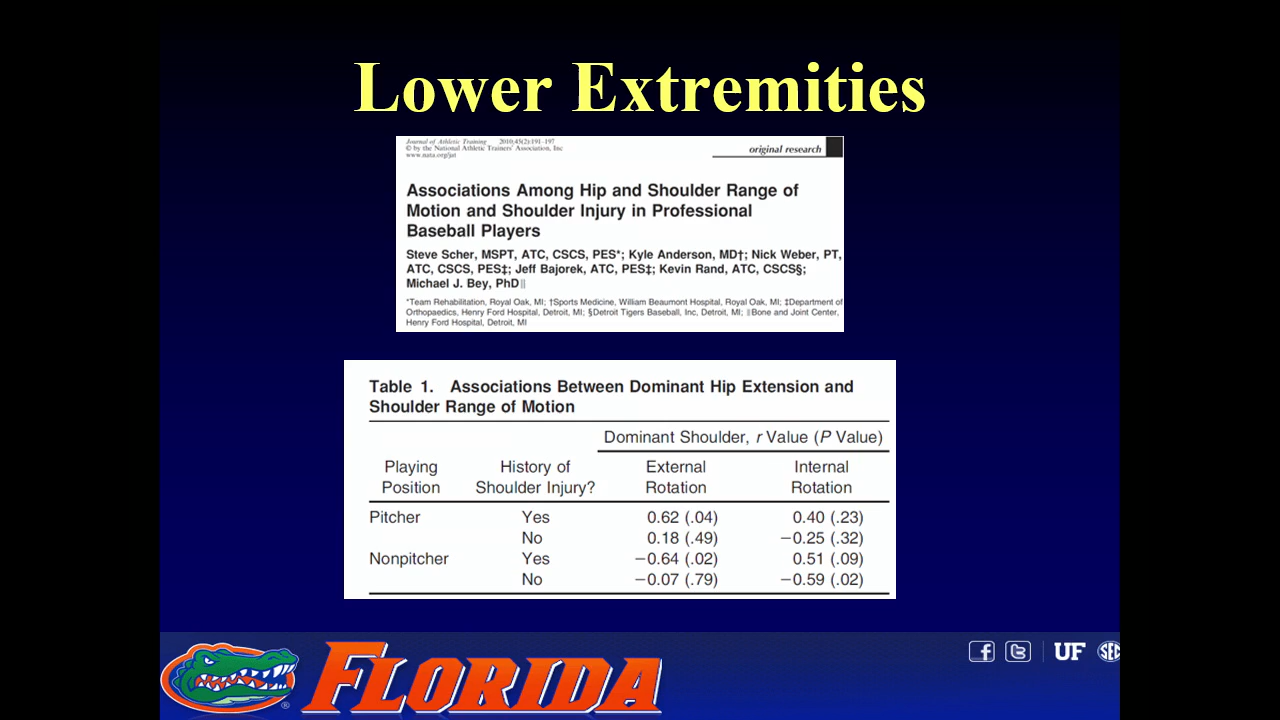 Lower Extremities
Journal of Athletic Training 2010;45(2):191–197
© by the National Athletic Trainers' Association, Inc
www.nata.org/jat
original research
Associations Among Hip and Shoulder Range of
Motion and Shoulder Injury in Professional
Baseball Players
Steve Scher, MSPT, ATC, CSCS, PES*; Kyle Anderson, MD†; Nick Weber, PT,
ATC, CSCS, PES‡; Jeff Bajorek, ATC, PES‡; Kevin Rand, ATC, CSCS§;
Michael J. Bey, PhD‖
*Team Rehabilitation, Royal Oak, MI; †Sports Medicine, William Beaumont Hospital, Royal Oak, MI; ‡Department of
Orthopaedics, Henry Ford Hospital, Detroit, MI; §Detroit Tigers Baseball, Inc, Detroit, MI; ‖Bone and Joint Center,
Henry Ford Hospital, Detroit, MI
Table 1. Associations Between Dominant Hip Extension and
Shoulder Range of Motion
Dominant Shoulder, r Value (P Value)
Playing History of External Internal
Position Shoulder Injury? Rotation Rotation
Pitcher Yes 0.62 (.04) 0.40 (.23)
No 0.18 (.49) −0.25 (.32)
Nonpitcher Yes −0.64 (.02) 0.51 (.09)
No −0.07 (.79) −0.59 (.02)
FLORIDA
®
f t UF SEC